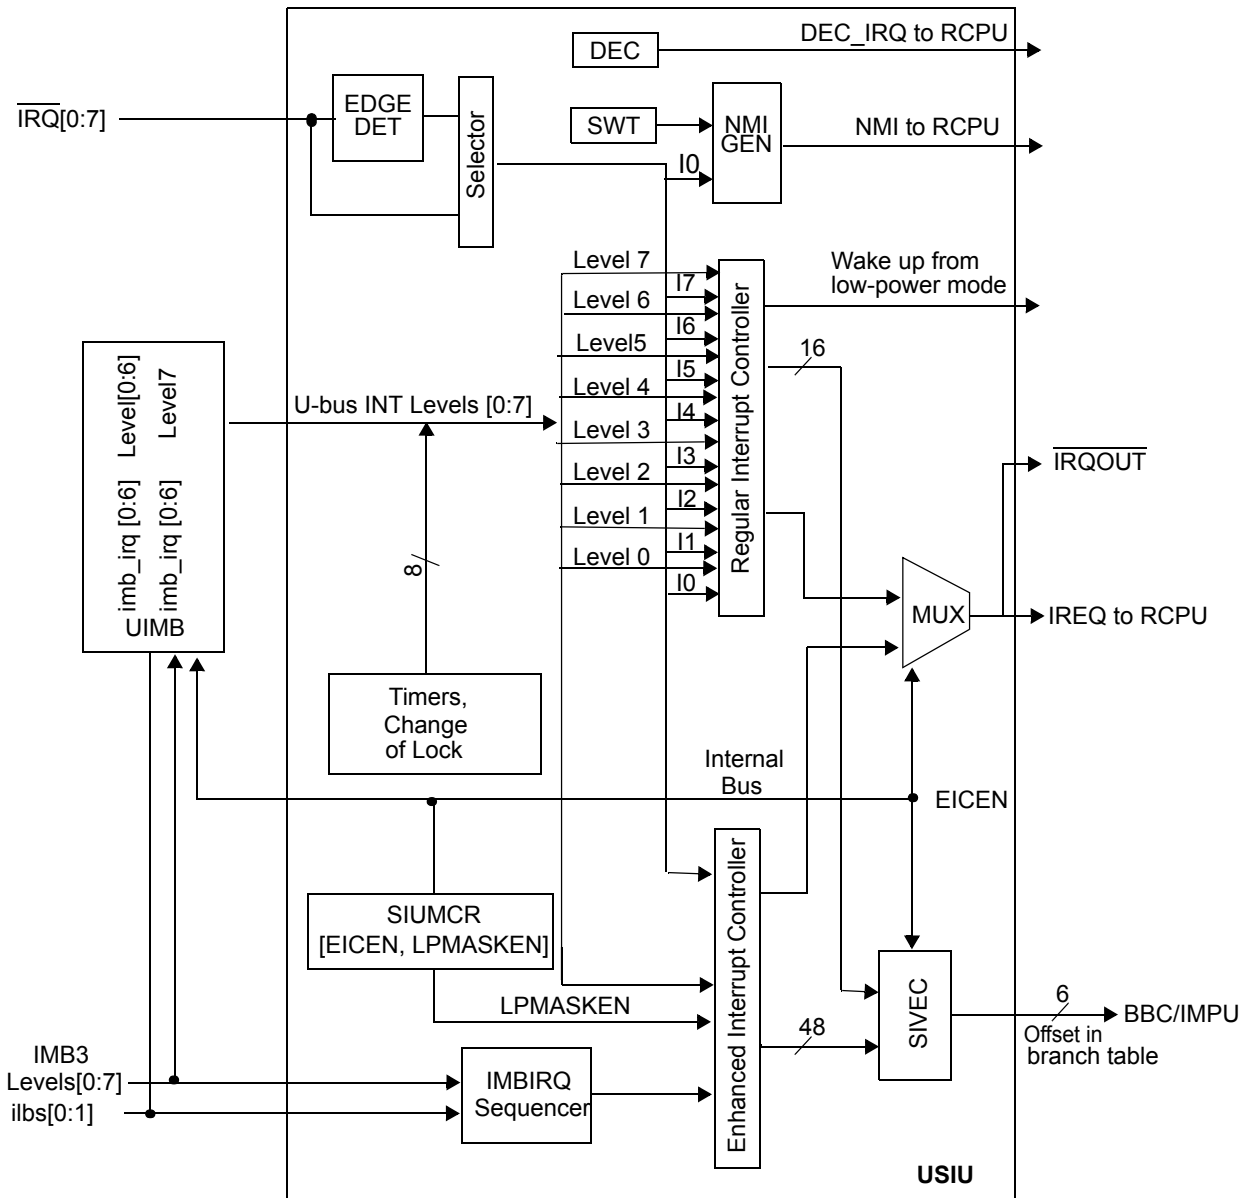 DEC_IRQ to RCPU
DEC
IRQ[0:7]
EDGE
DET
Selector
SWT
NMI
GEN
NMI to RCPU
I0
Level 7
I7
Level 6
I6
Level5
I5
Level 4
I4
Level 3
I3
Level 2
I2
Level 1
I1
Level 0
I0
Regular Interrupt Controller
Wake up from
low-power mode
16
Level[0:6]
Level7
imb_irq [0:6]
imb_irq [0:6]
UIMB
U-bus INT Levels [0:7]
8
IRQOUT
MUX
IREQ to RCPU
Timers,
Change
of Lock
Internal
Bus
EICEN
SIUMCR
[EICEN, LPMASKEN]
LPMASKEN
Enhanced Interrupt Controller
48
SIVEC
6
BBC/IMPU
Offset in
branch table
IMB3
Levels[0:7]
ilbs[0:1]
IMBIRQ
Sequencer
USIU